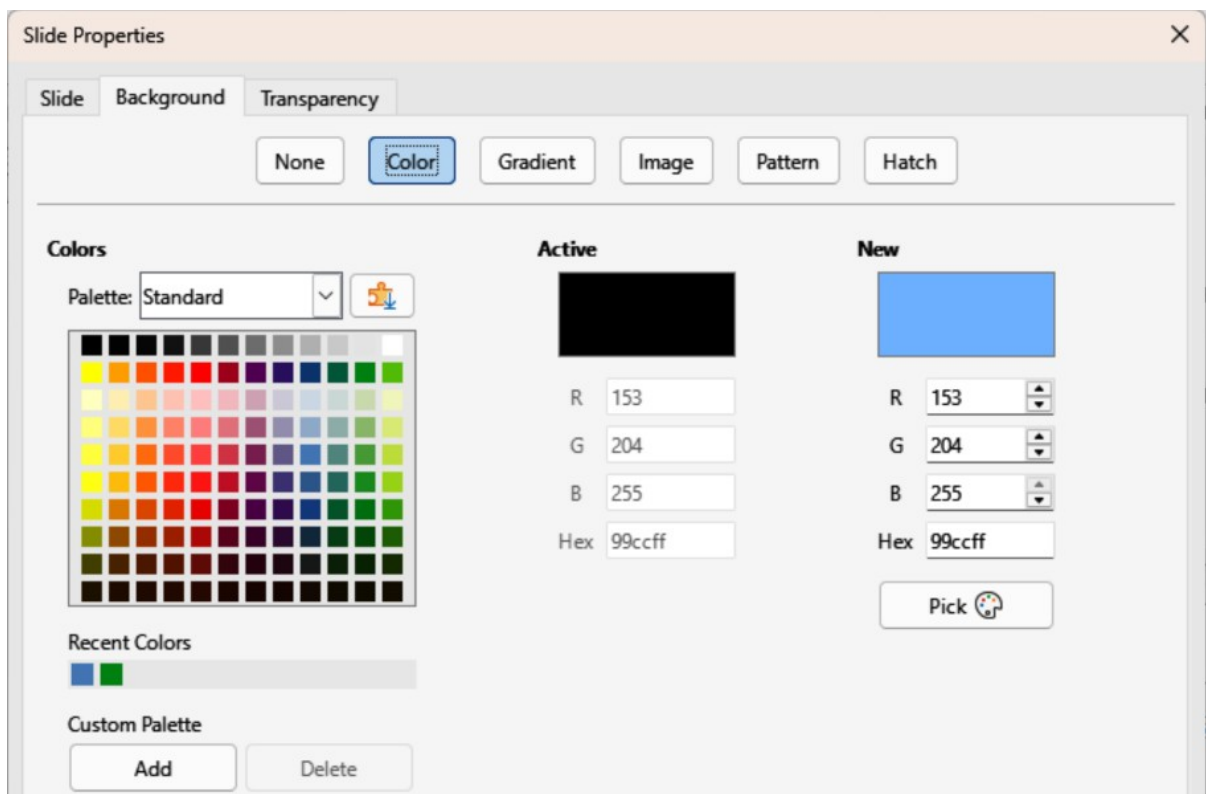 Slide Properties
Slide Background Transparency
None Color Gradient Image Pattern Hatch
Colors
Palette: Standard
Recent Colors
Custom Palette
Add Delete
Active
R 153
G 204
B 255
Hex 99ccff
New
R 153
G 204
B 255
Hex 99ccff
Pick